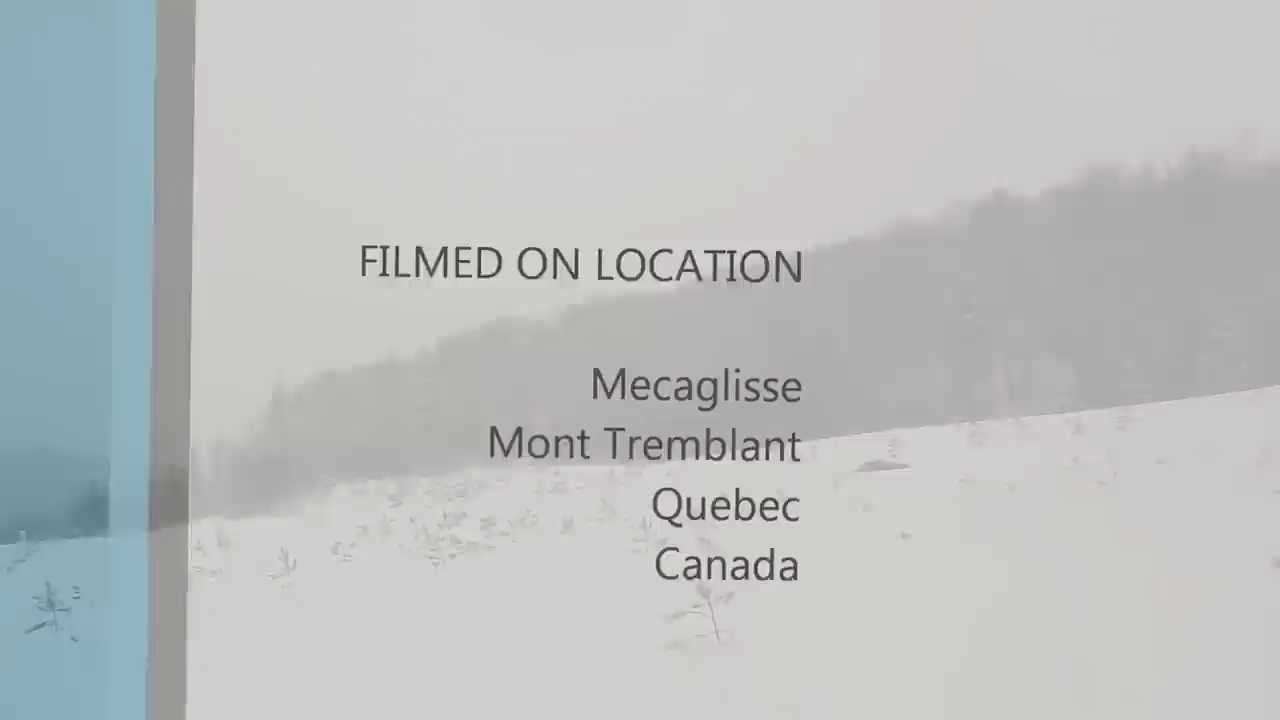 FILMED ON LOCATION
Mecaglisse
Mont Tremblant
Quebec
Canada